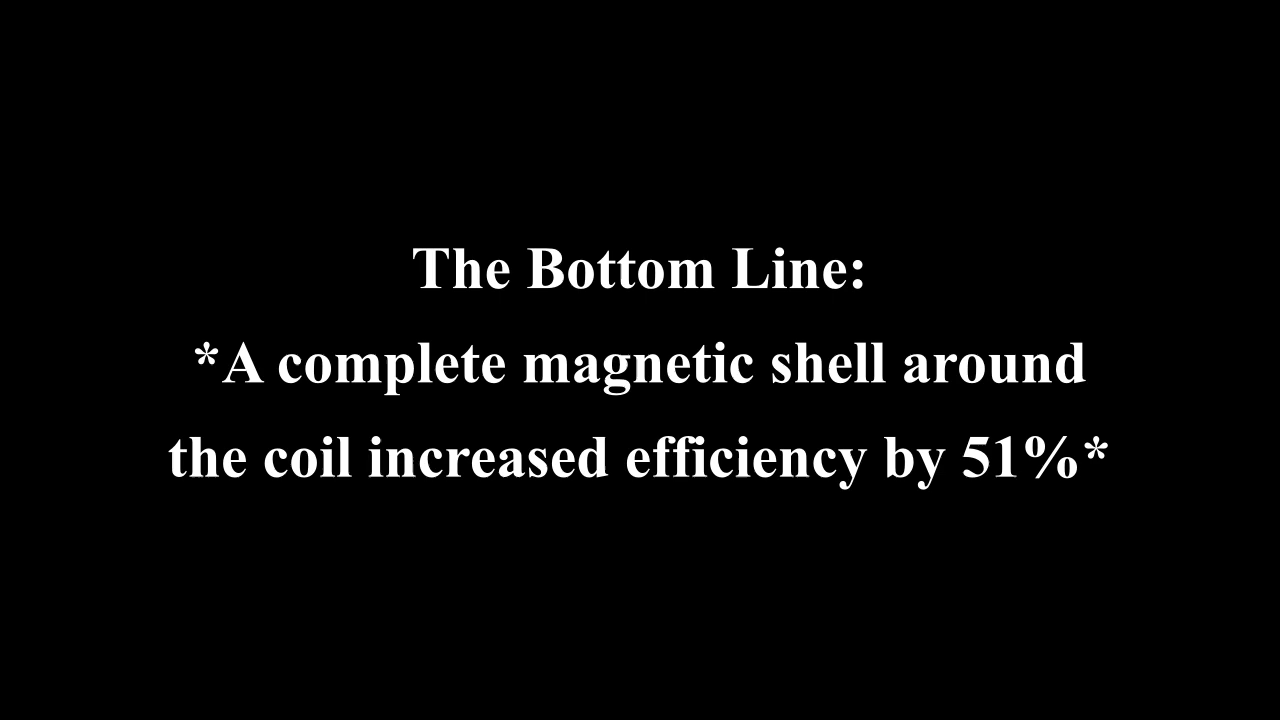 The Bottom Line:
*A complete magnetic shell around
the coil increased efficiency by 51%*